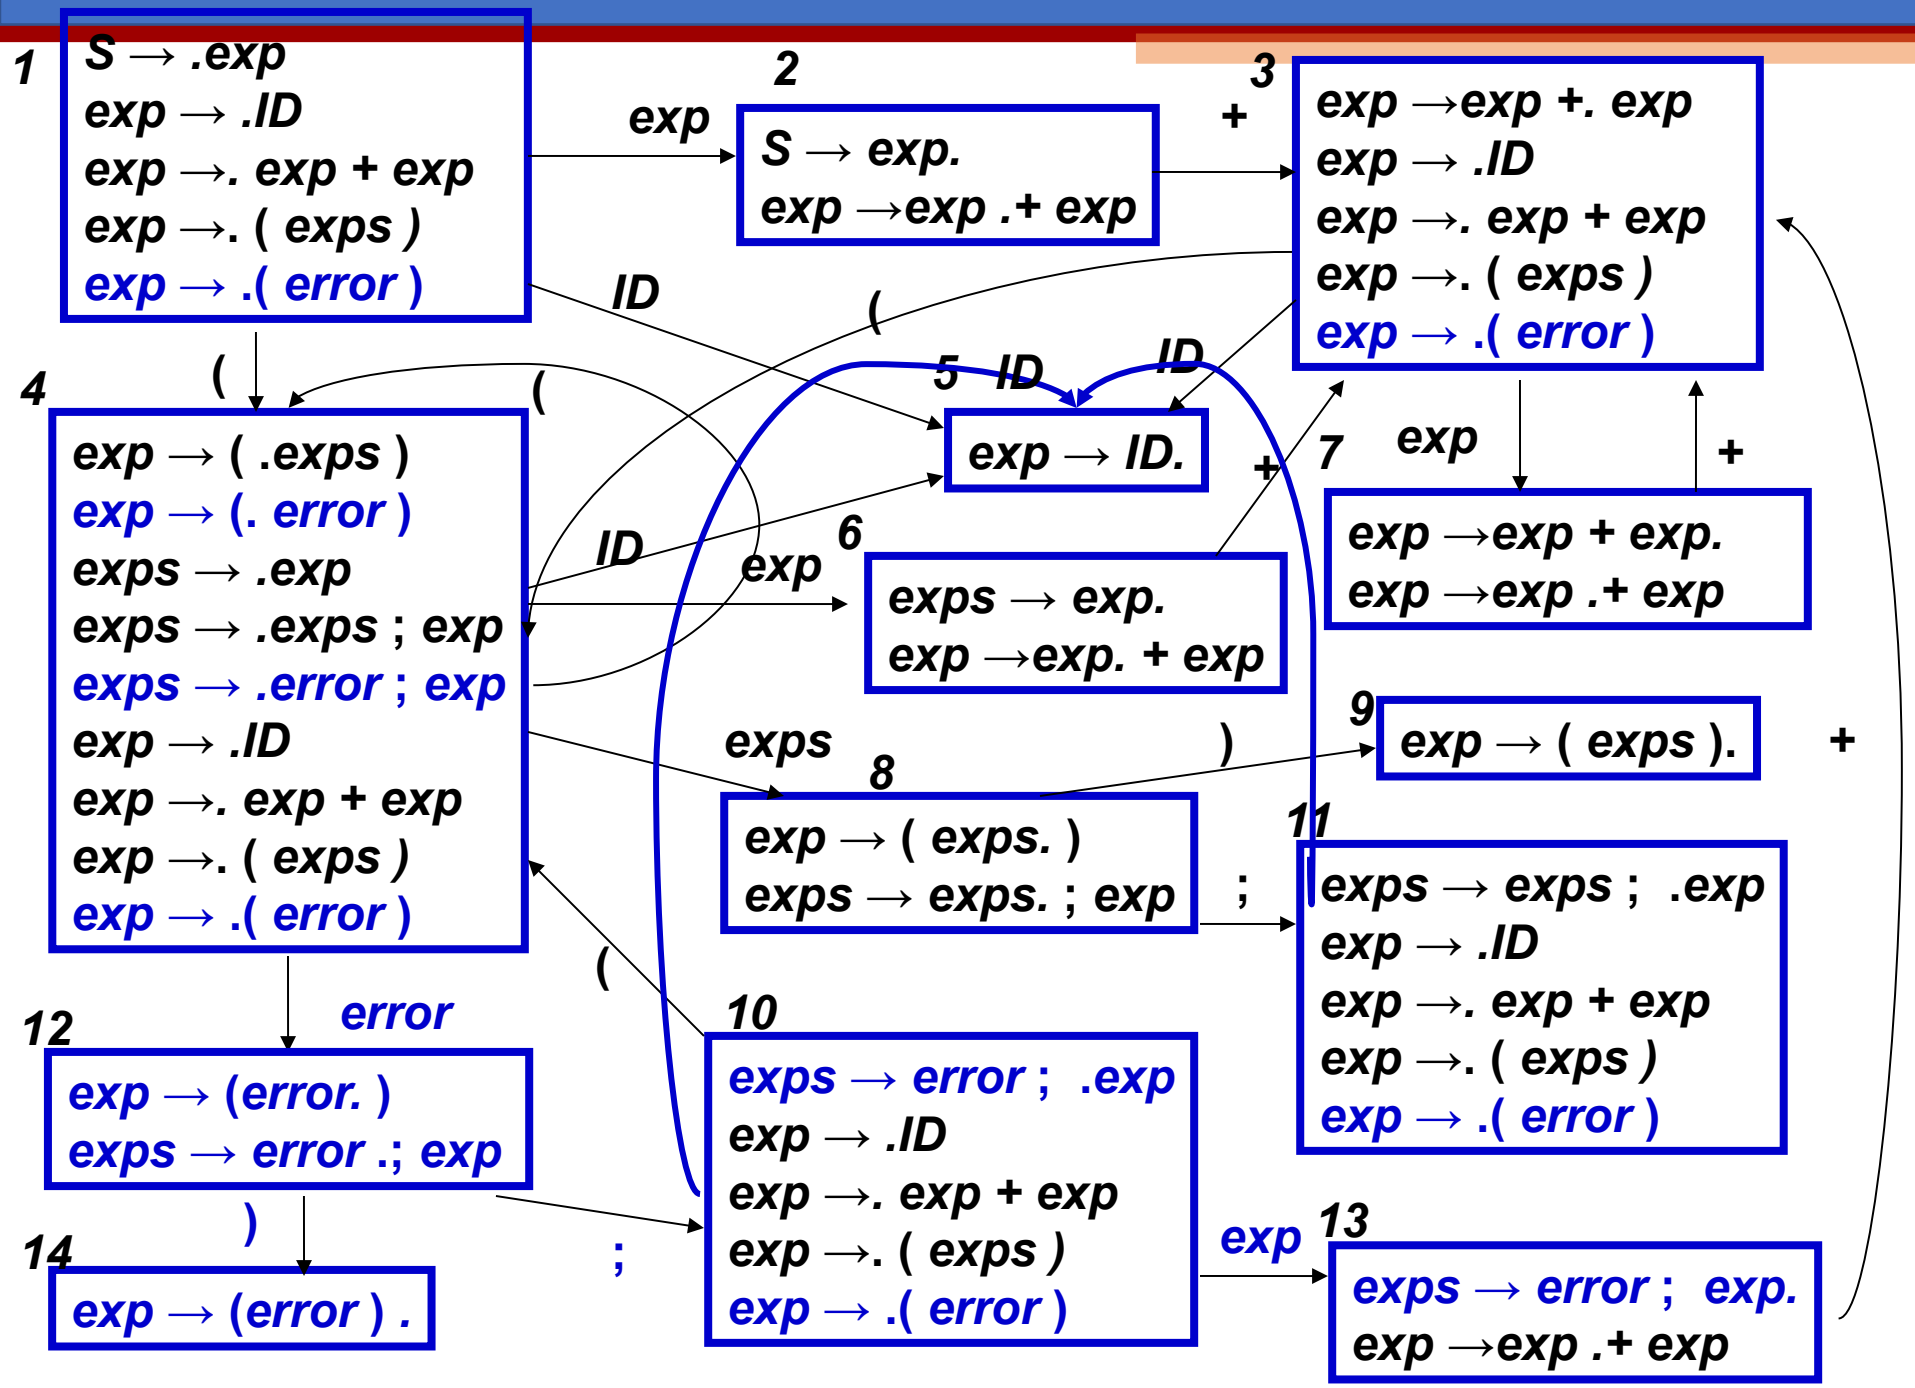 1
S → .exp
exp → .ID
exp →. exp + exp
exp →. ( exps )
exp → .( error )
exp
2
S → exp.
exp →exp .+ exp
+
3
exp →exp +. exp
exp → .ID
exp →. exp + exp
exp →. ( exps )
exp → .( error )
ID
(
(
(
4
exp → ( .exps )
exp → (. error )
exps → .exp
exps → .exps ; exp
exps → .error ; exp
exp → .ID
exp →. exp + exp
exp →. ( exps )
exp → .( error )
5
ID
ID
exp → ID.
+
7
exp
+
exp →exp + exp.
exp →exp .+ exp
ID
exp
6
exps → exp.
exp →exp. + exp
exps
8
exp → ( exps. )
exps → exps. ; exp
)
9
exp → ( exps ).
+
;
11
exps → exps ; .exp
exp → .ID
exp →. exp + exp
exp →. ( exps )
exp → .( error )
(
error
12
exp → (error. )
exps → error .; exp
)
;
14
exp → (error ) .
10
exps → error ; .exp
exp → .ID
exp →. exp + exp
exp →. ( exps )
exp → .( error )
exp
13
exps → error ; exp.
exp →exp .+ exp